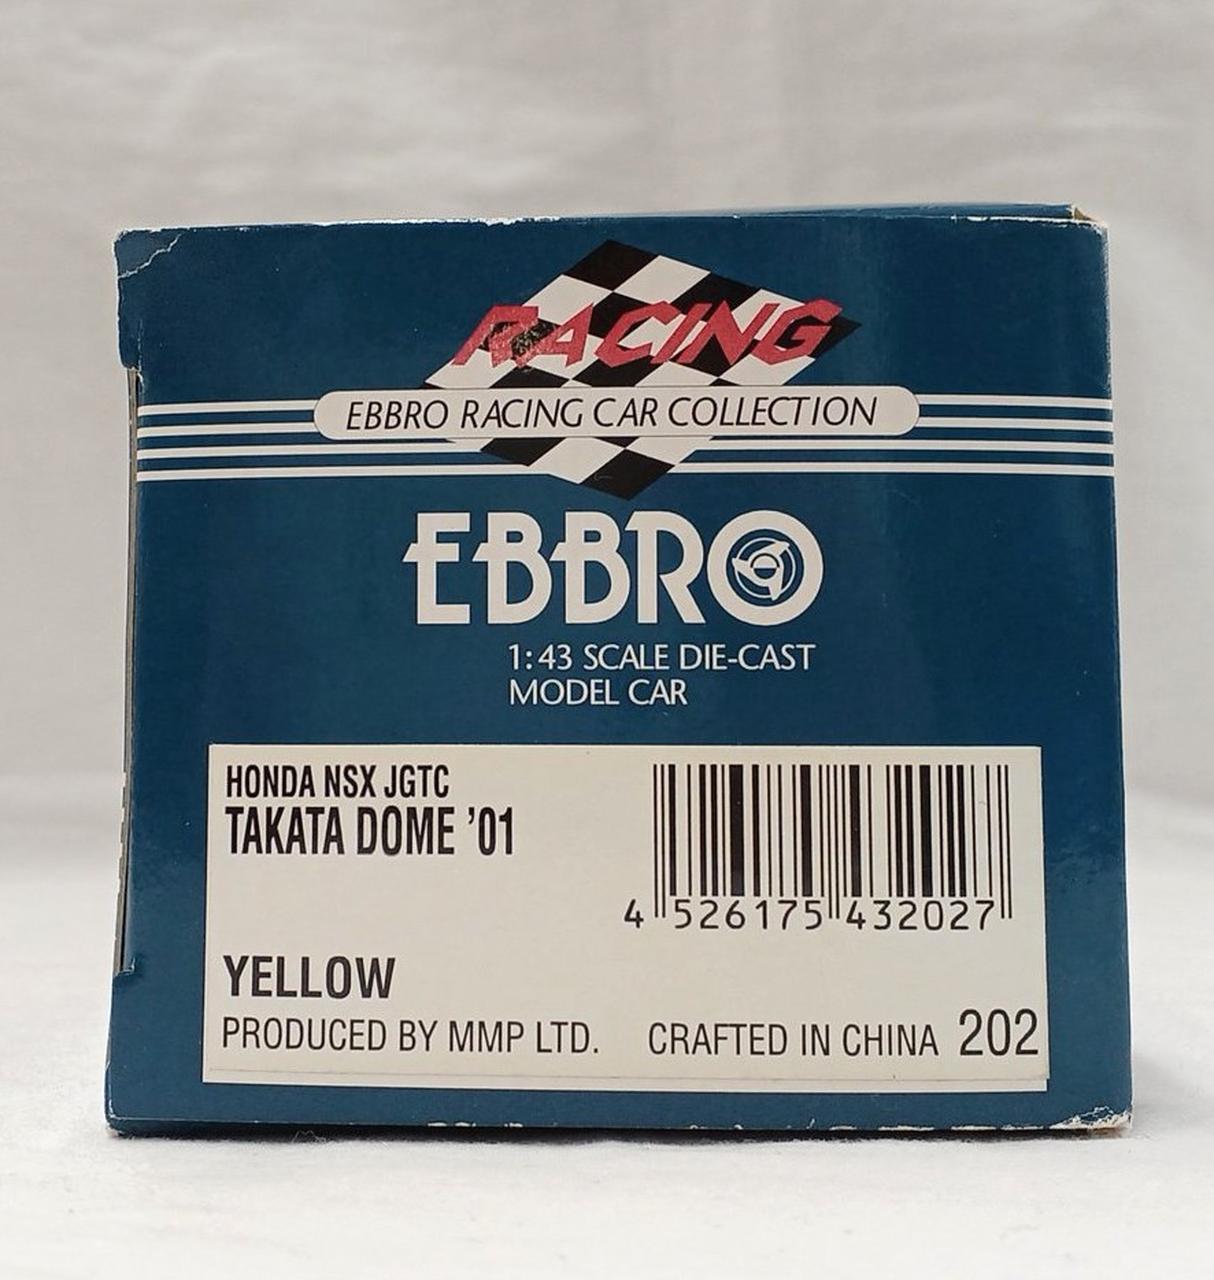 RACING
EBBRO RACING CAR COLLECTION
EBBRO
1:43 SCALE DIE-CAST
MODEL CAR
HONDA NSX JGTC
TAKATA DOME ’01
4 526175 432027
YELLOW
PRODUCED BY MMP LTD. CRAFTED IN CHINA 202